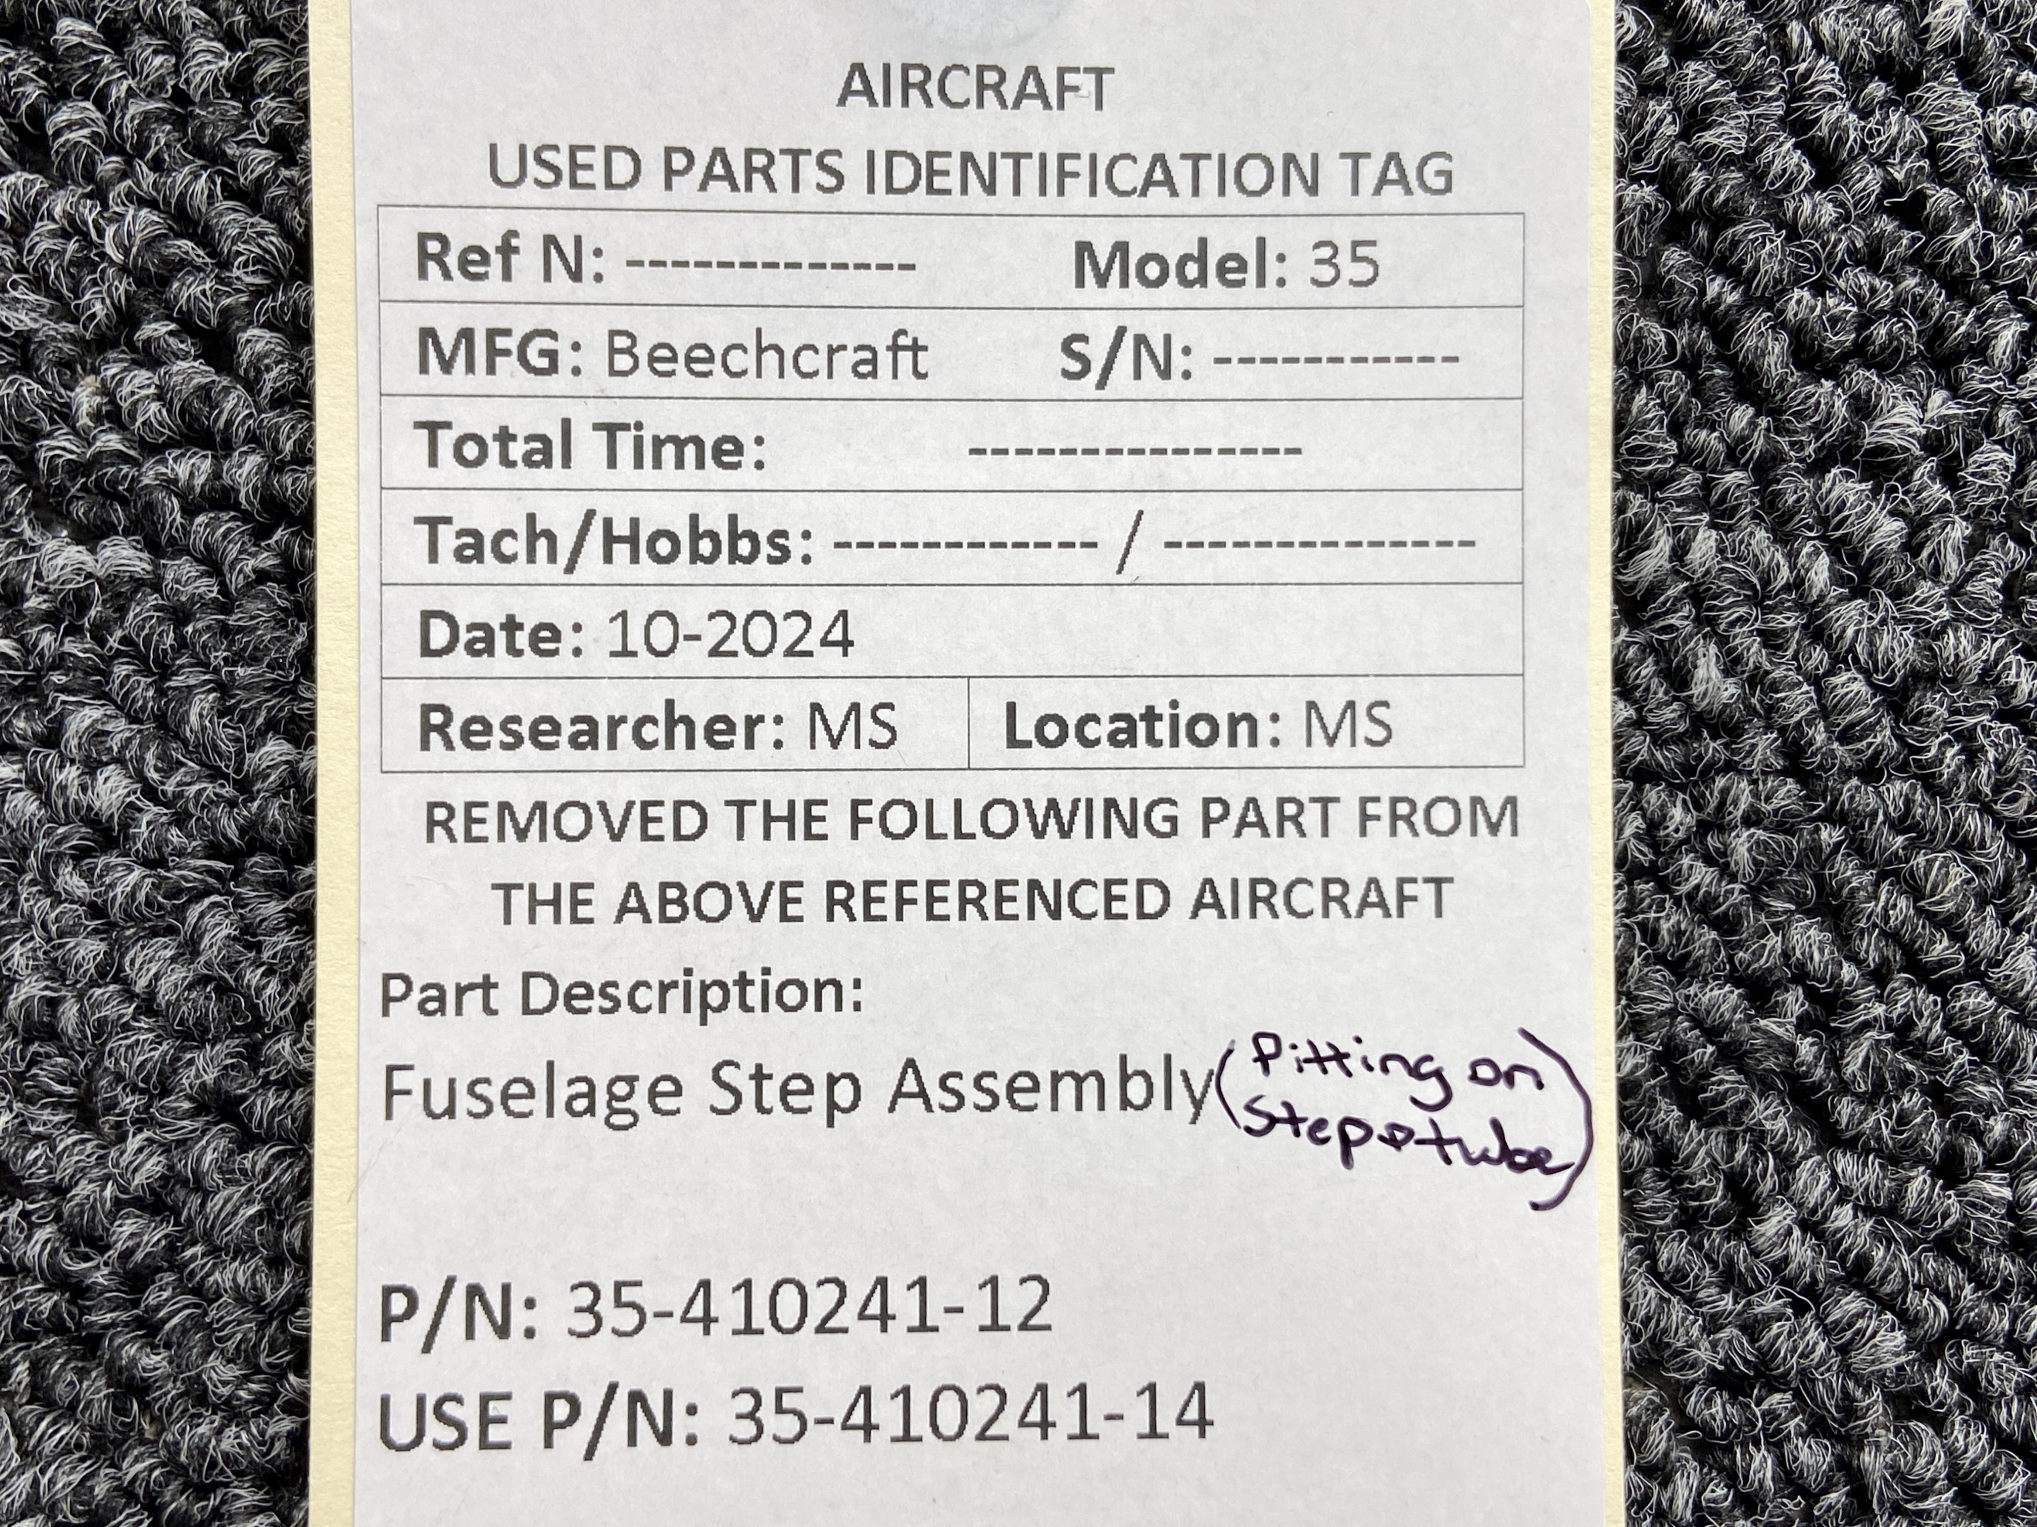 AIRCRAFT
USED PARTS IDENTIFICATION TAG
Ref N: ------------- Model: 35
MFG: Beechcraft S/N: -----------
Total Time: ---------------
Tach/Hobbs: ------------ / --------------
Date: 10-2024
Researcher: MS Location: MS
REMOVED THE FOLLOWING PART FROM
THE ABOVE REFERENCED AIRCRAFT
Part Description:
Fuselage Step Assembly (Pitting on
Step & tube)
P/N: 35-410241-12
USE P/N: 35-410241-14